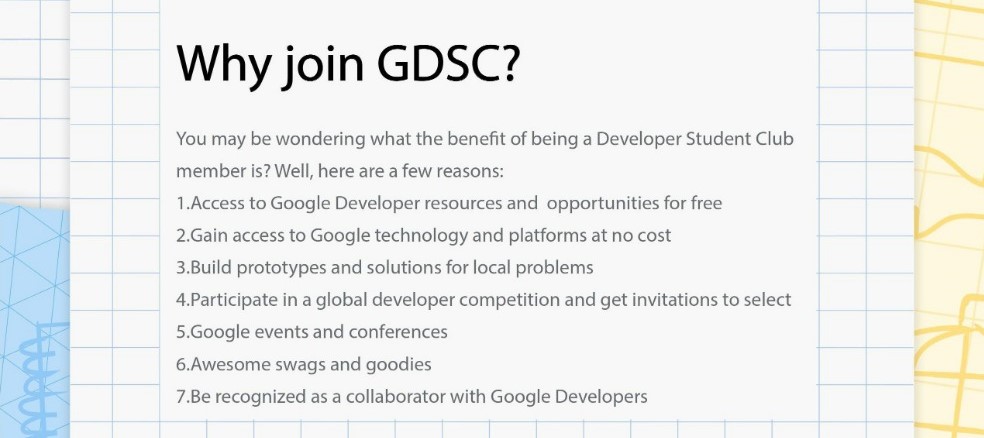 Why join GDSC?
You may be wondering what the benefit of being a Developer Student Club
member is? Well, here are a few reasons:
1.Access to Google Developer resources and  opportunities for free
2.Gain access to Google technology and platforms at no cost
3.Build prototypes and solutions for local problems
4.Participate in a global developer competition and get invitations to select
5.Google events and conferences
6.Awesome swags and goodies
7.Be recognized as a collaborator with Google Developers